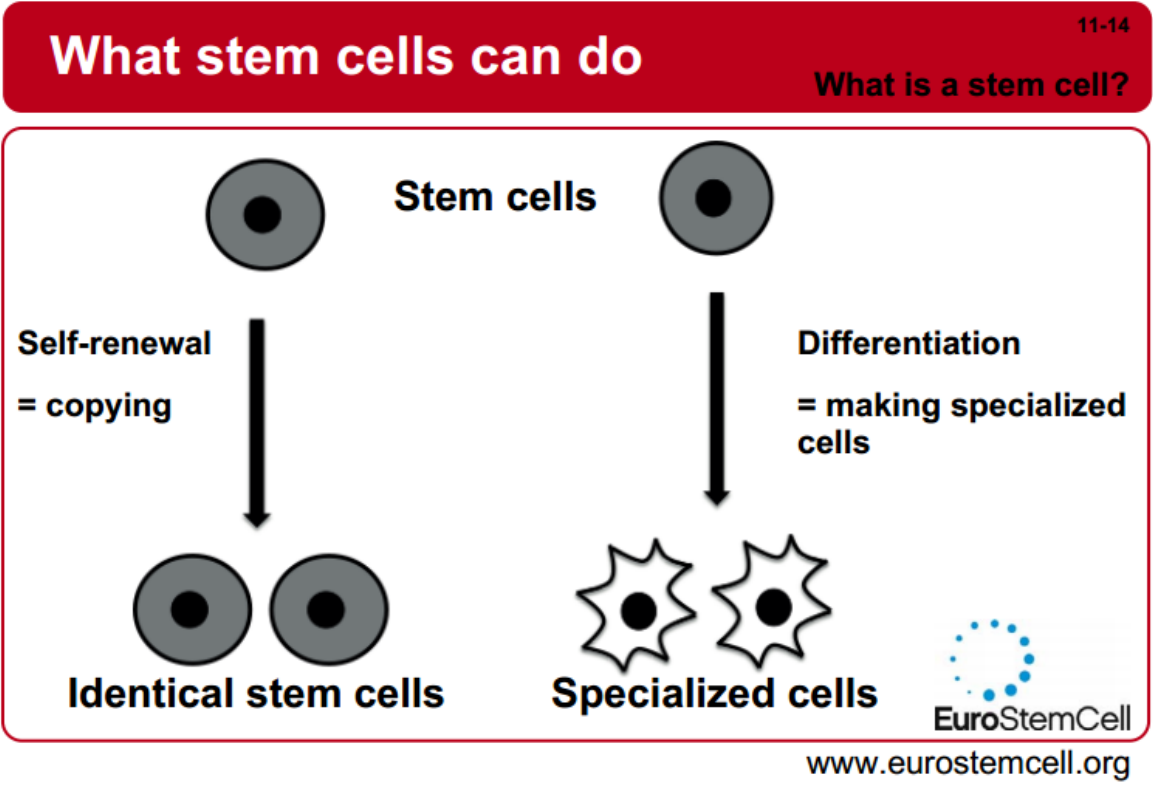 What stem cells can do
11-14
What is a stem cell?
Stem cells
Self-renewal
= copying
Differentiation
= making specialized
cells
Identical stem cells
Specialized cells
EuroStemCell
www.eurostemcell.org